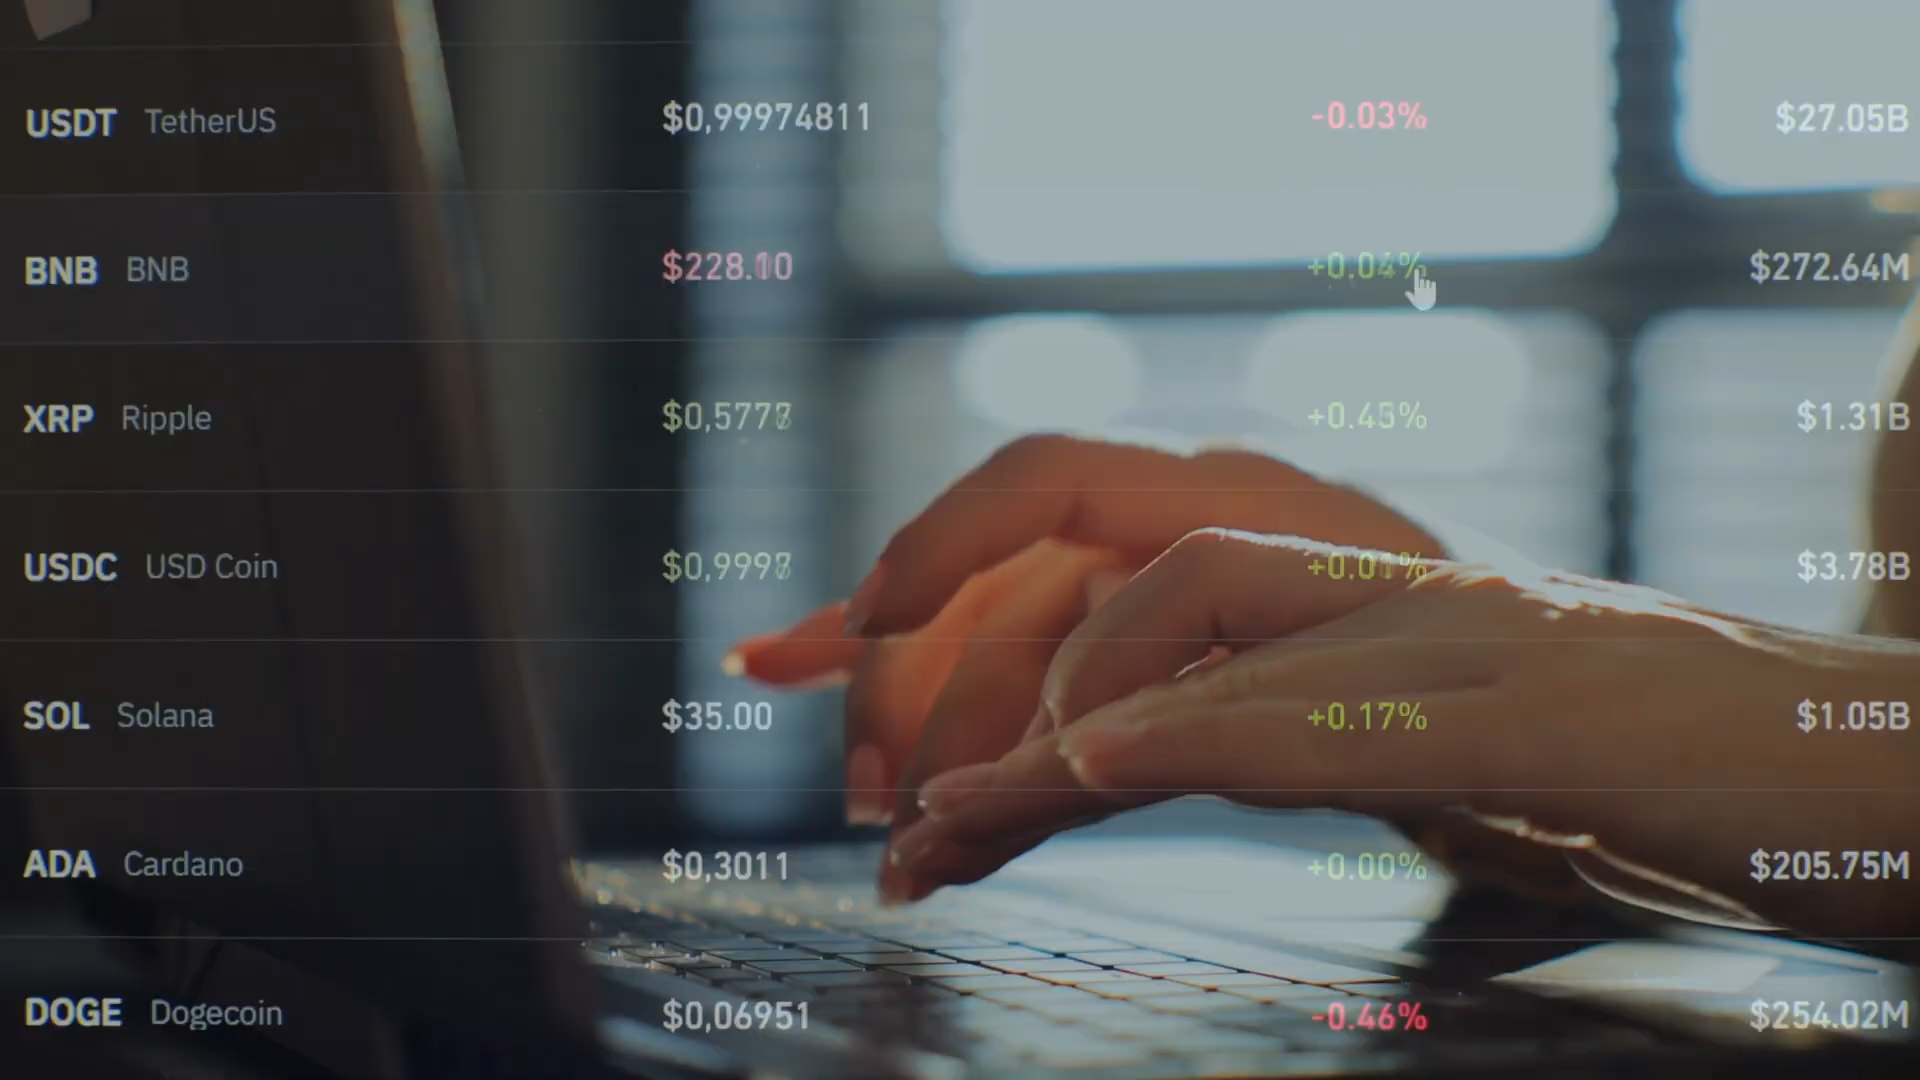 USDT TetherUS $0,99974811 -0.03% $27.05B
BNB BNB +0.04% $272.64M
XRP Ripple $1.31B
USDC USD Coin $3.78B
SOL Solana $35.00 +0.17% $1.05B
ADA Cardano $0,3011 +0.00% $205.75M
DOGE Dogecoin $0,06951 -0.46% $254.02M